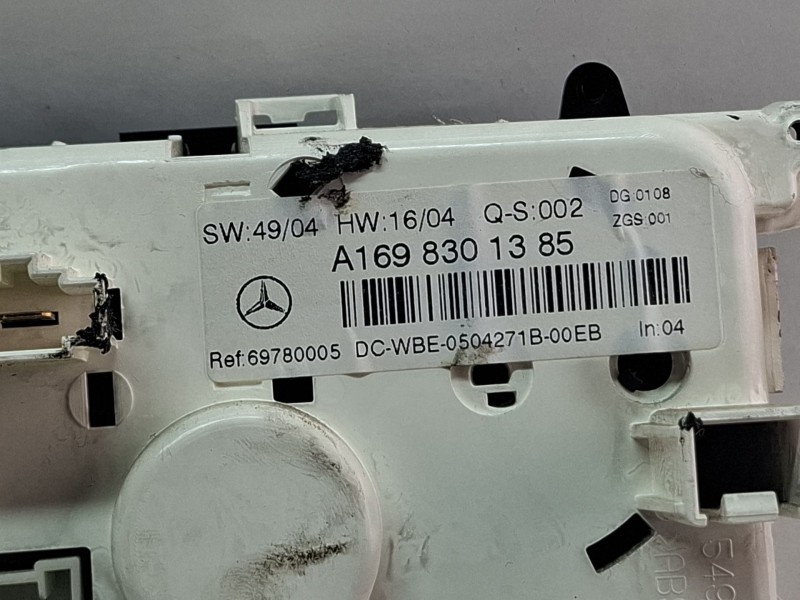 SW:49/04 HW:16/04 Q-S:002 DG:0108
ZGS:001
A169 830 13 85
Ref:69780005 DC-WBE-0504271B-00EB In:04